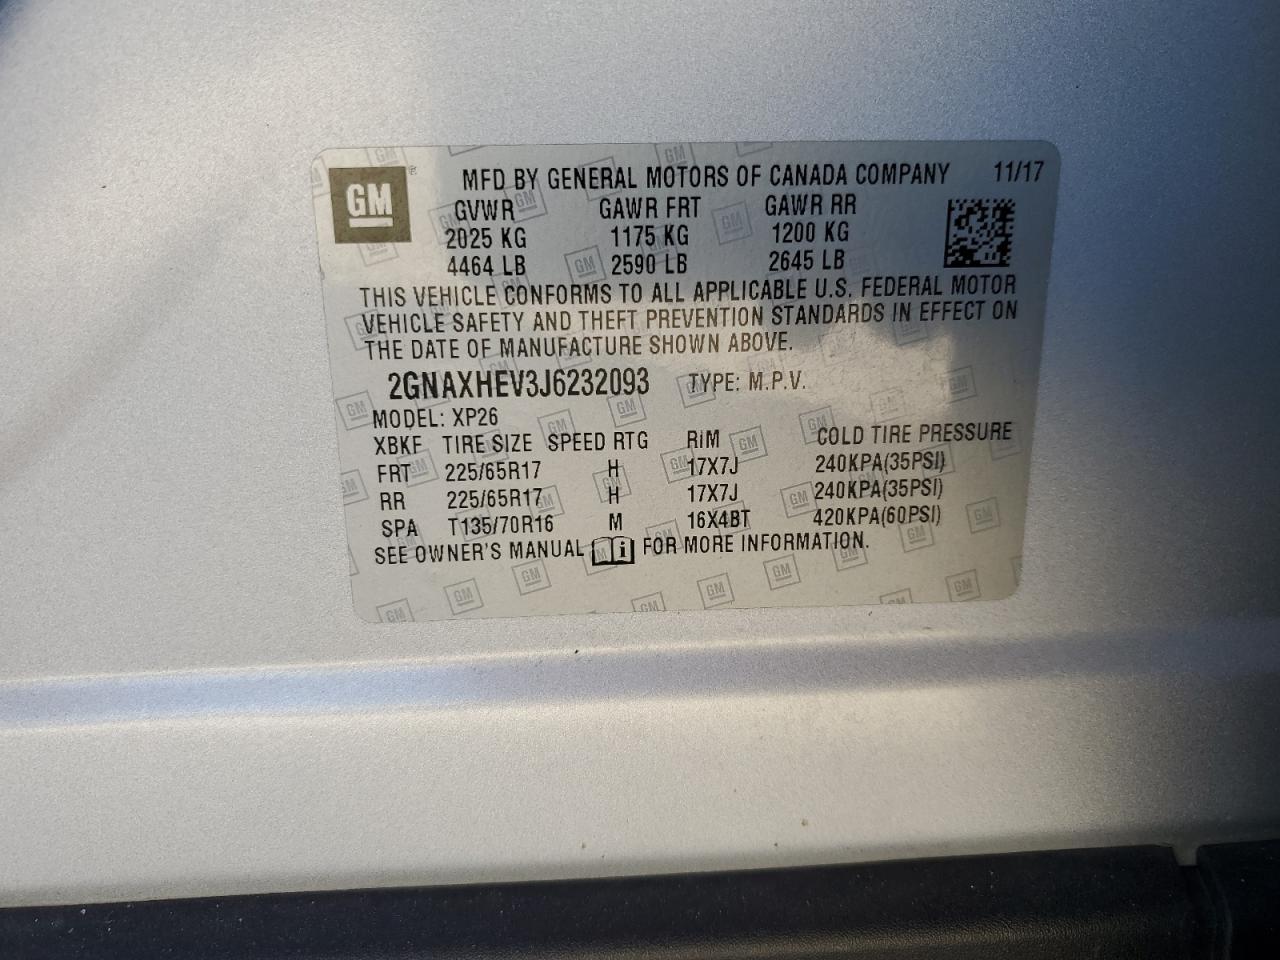 GM ® MFD BY GENERAL MOTORS OF CANADA COMPANY 11/17
GVWR GAWR FRT GAWR RR
2025 KG 1175 KG 1200 KG
4464 LB 2590 LB 2645 LB
THIS VEHICLE CONFORMS TO ALL APPLICABLE U.S. FEDERAL MOTOR
VEHICLE SAFETY AND THEFT PREVENTION STANDARDS IN EFFECT ON
THE DATE OF MANUFACTURE SHOWN ABOVE.
2GNAXHEV3J6232093 TYPE: M.P.V.
MODEL: XP26
XBKF TIRE SIZE SPEED RTG RIM COLD TIRE PRESSURE
FRT 225/65R17 H 17X7J 240KPA(35PSI)
RR 225/65R17 H 17X7J 240KPA(35PSI)
SPA T135/70R16 M 16X4BT 420KPA(60PSI)
SEE OWNER'S MANUAL i FOR MORE INFORMATION.